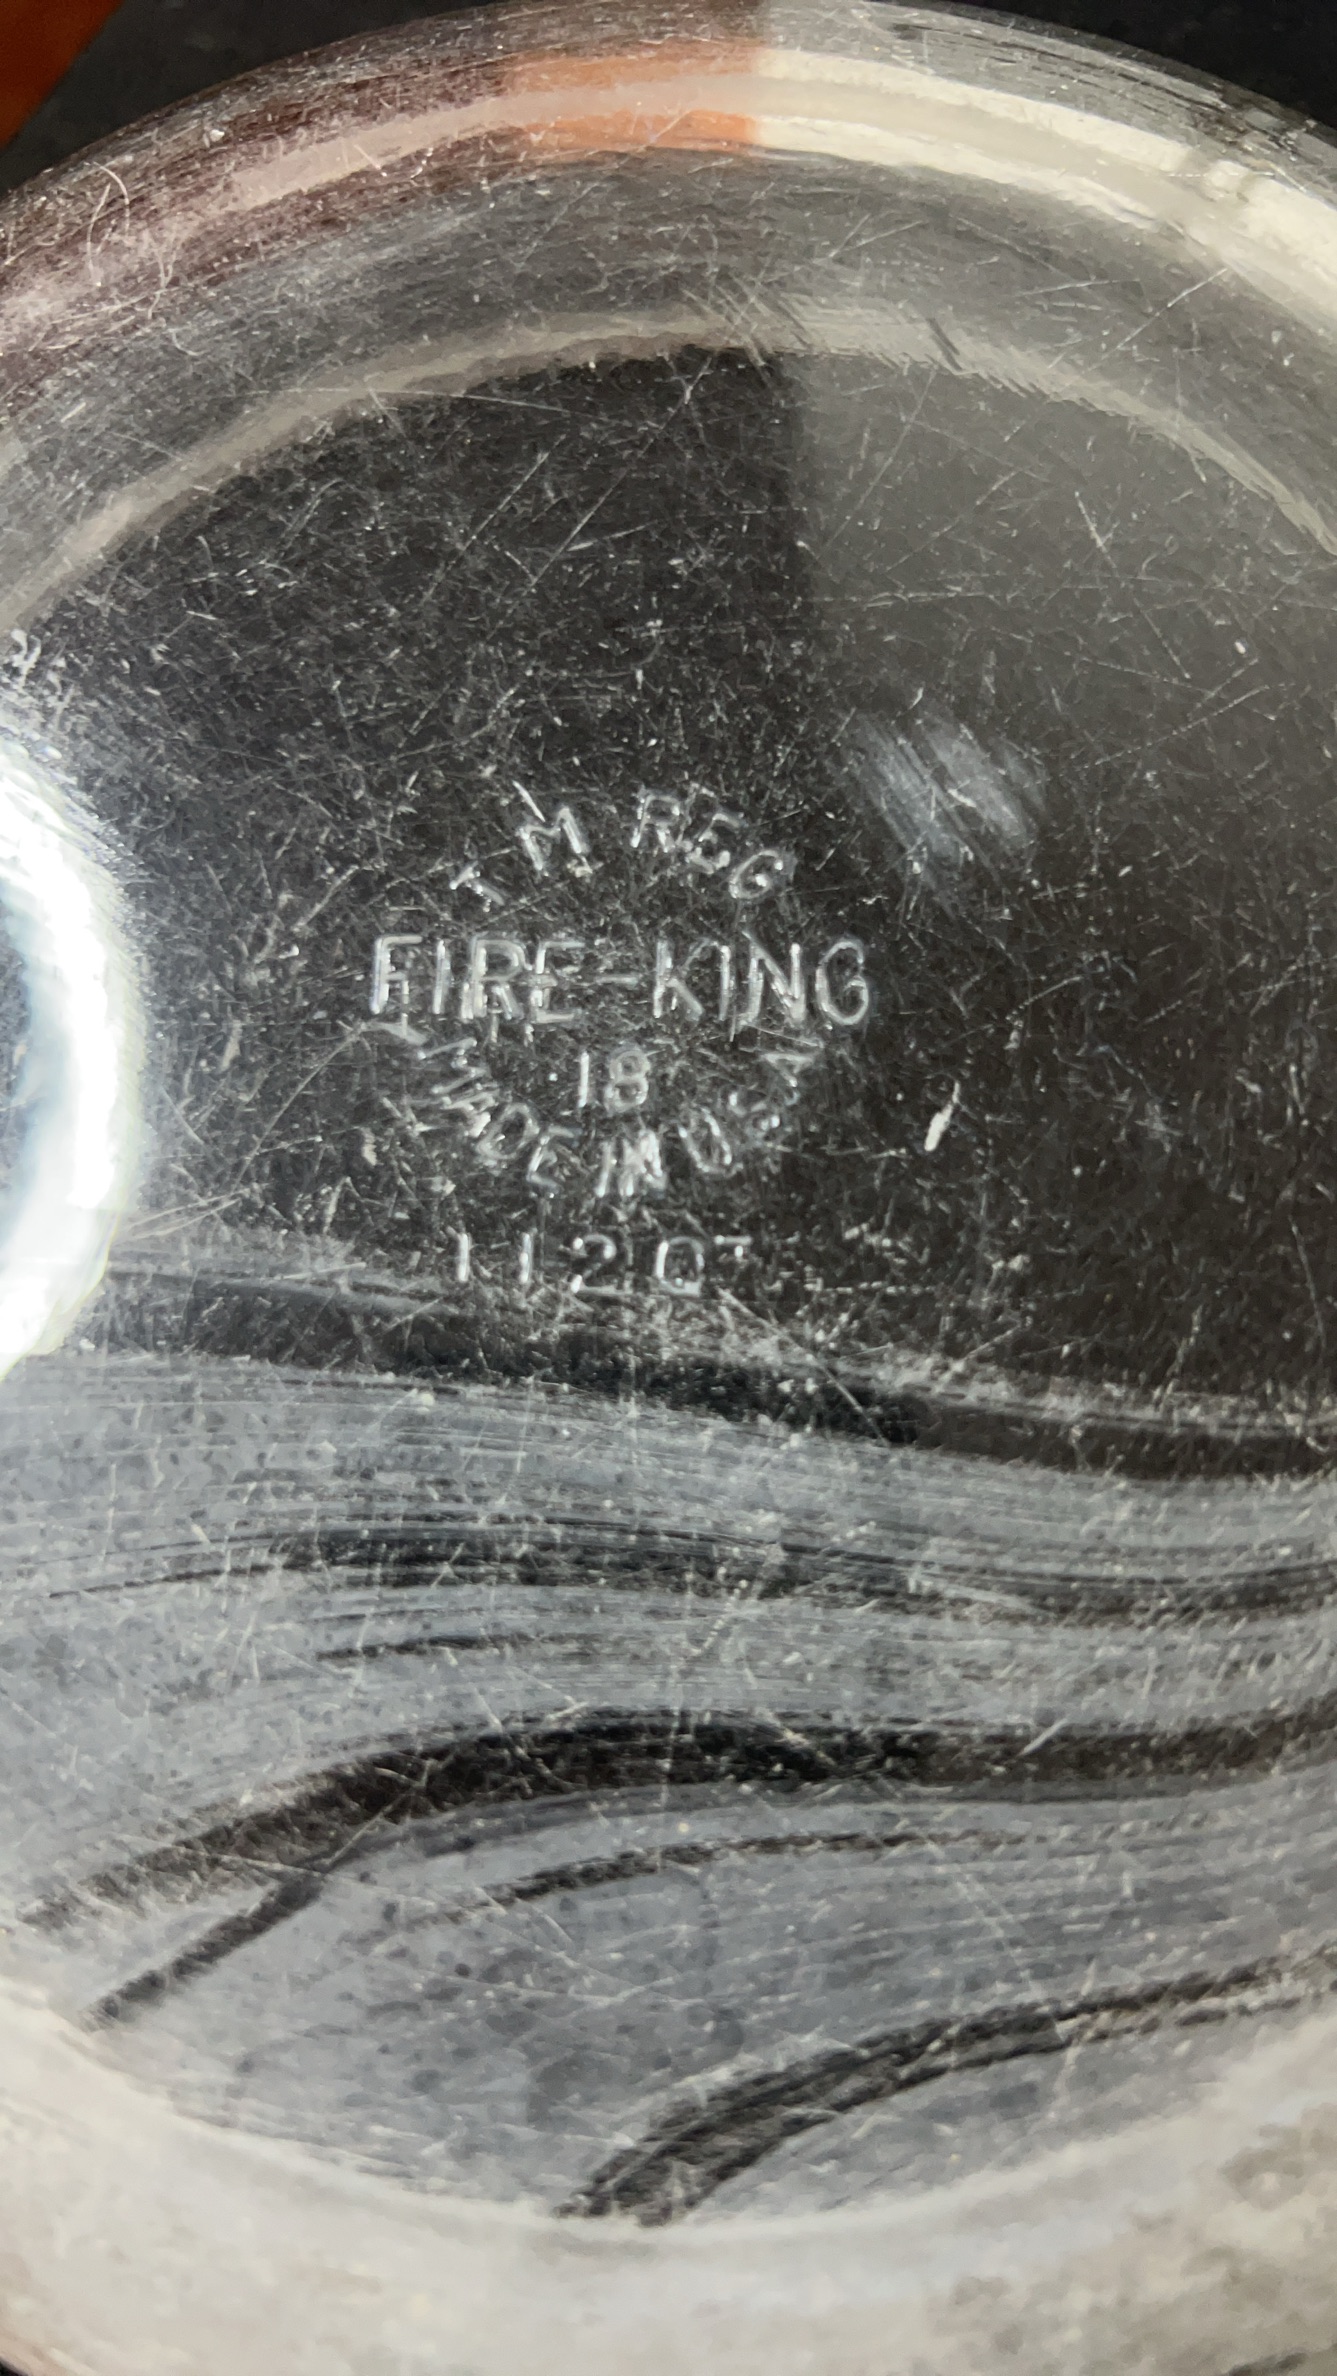 T M REG
FIRE-KING
18
MADE IN U S A
1 1 2 QT